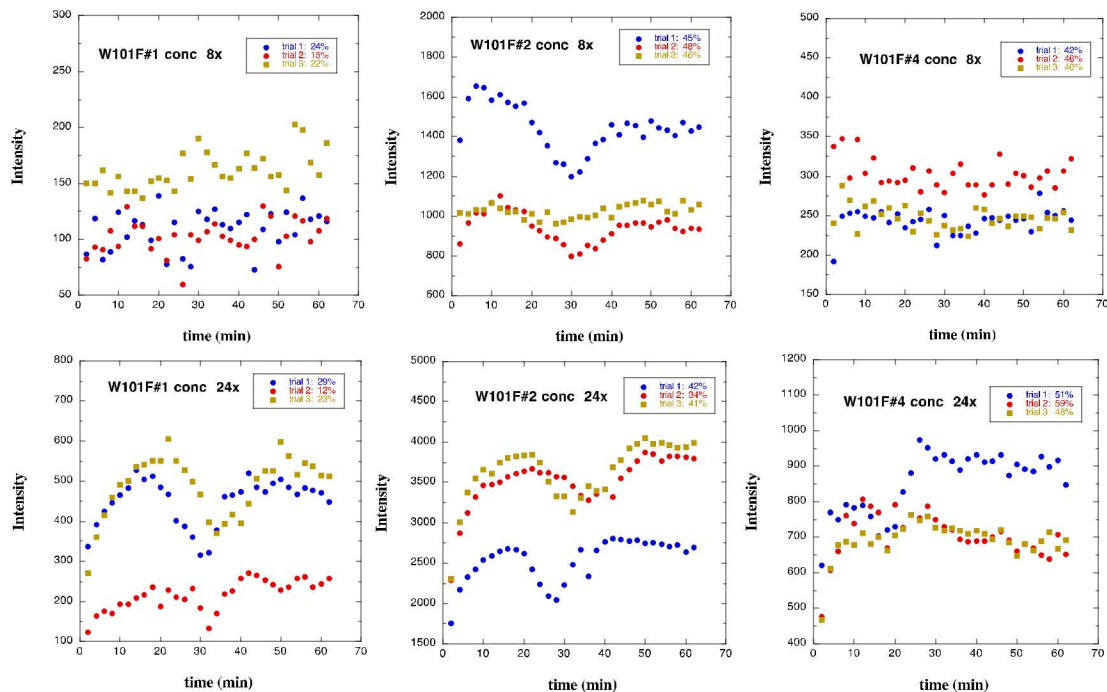 W101F#1 conc 8x
trial 1: 24%
trial 2: 15%
trial 3: 22%
Intensity
300
250
200
150
100
50
0 10 20 30 40 50 60 70
time (min)
W101F#2 conc 8x
trial 1: 45%
trial 2: 48%
trial 3: 46%
Intensity
2000
1800
1600
1400
1200
1000
800
600
0 10 20 30 40 50 60 70
time (min)
W101F#4 conc 8x
trial 1: 42%
trial 2: 46%
trial 3: 40%
Intensity
500
450
400
350
300
250
200
150
0 10 20 30 40 50 60 70
time (min)
W101F#1 conc 24x
trial 1: 29%
trial 2: 12%
trial 3: 23%
Intensity
800
700
600
500
400
300
200
100
0 10 20 30 40 50 60 70
time (min)
W101F#2 conc 24x
trial 1: 42%
trial 2: 34%
trial 3: 41%
Intensity
5000
4500
4000
3500
3000
2500
2000
1500
0 10 20 30 40 50 60 70
time (min)
W101F#4 conc 24x
trial 1: 51%
trial 2: 59%
trial 3: 48%
Intensity
1200
1100
1000
900
800
700
600
500
400
0 10 20 30 40 50 60 70
time (min)